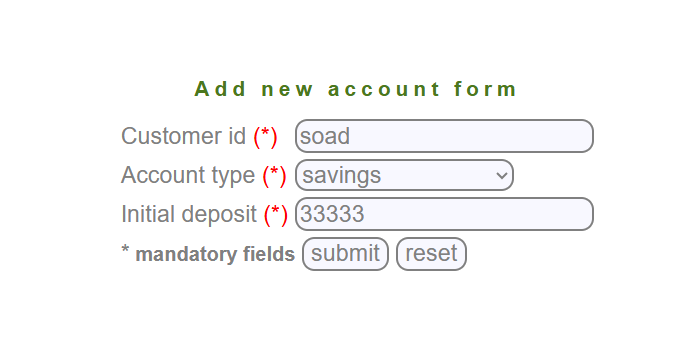 Add new account form
Customer id (*) soad
Account type (*) savings
Initial deposit (*) 33333
* mandatory fields submit reset